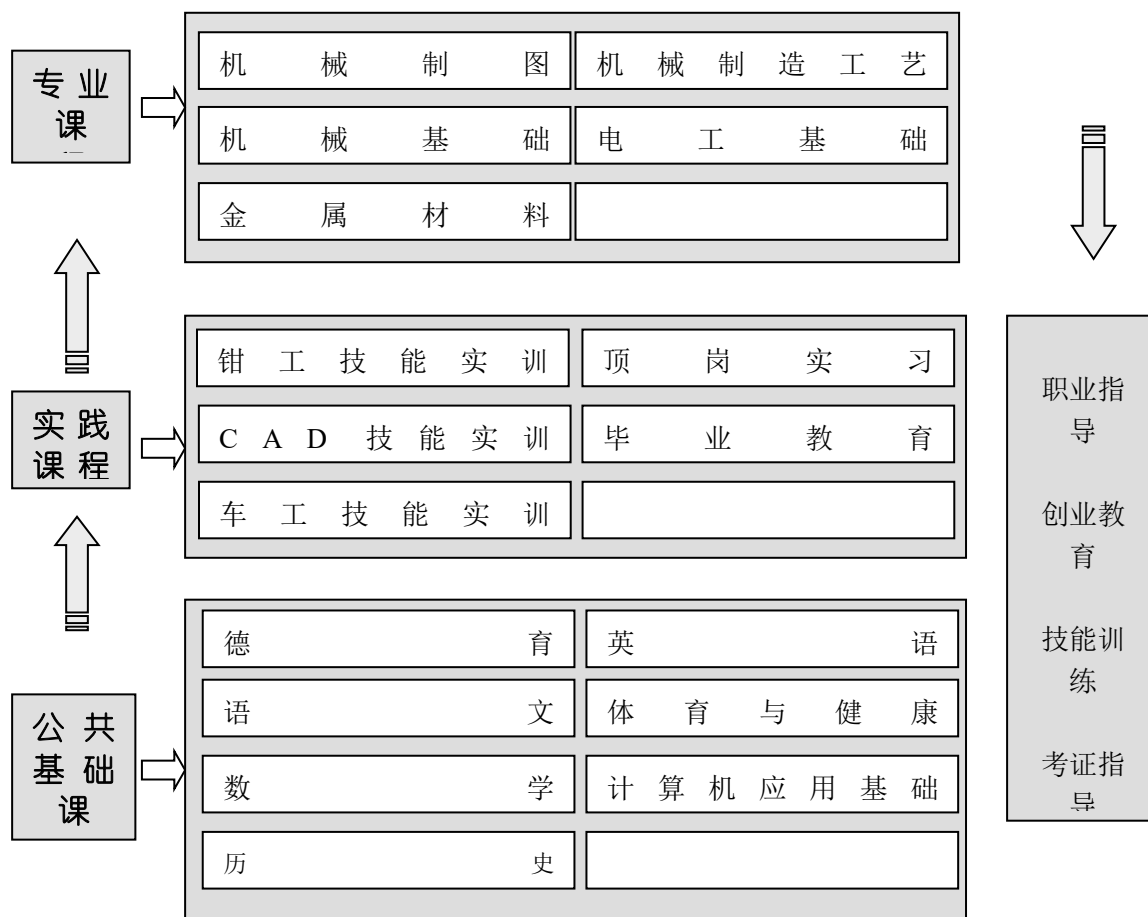 专业
课
机械制图
机械制造工艺
机械基础
电工基础
金属材料
实践
课程
钳工技能实训
顶岗实习
CAD技能实训
毕业教育
车工技能实训
公共
基础
课
德育
英语
语文
体育与健康
数学
计算机应用基础
历史
职业指
导
创业教
育
技能训
练
考证指
导